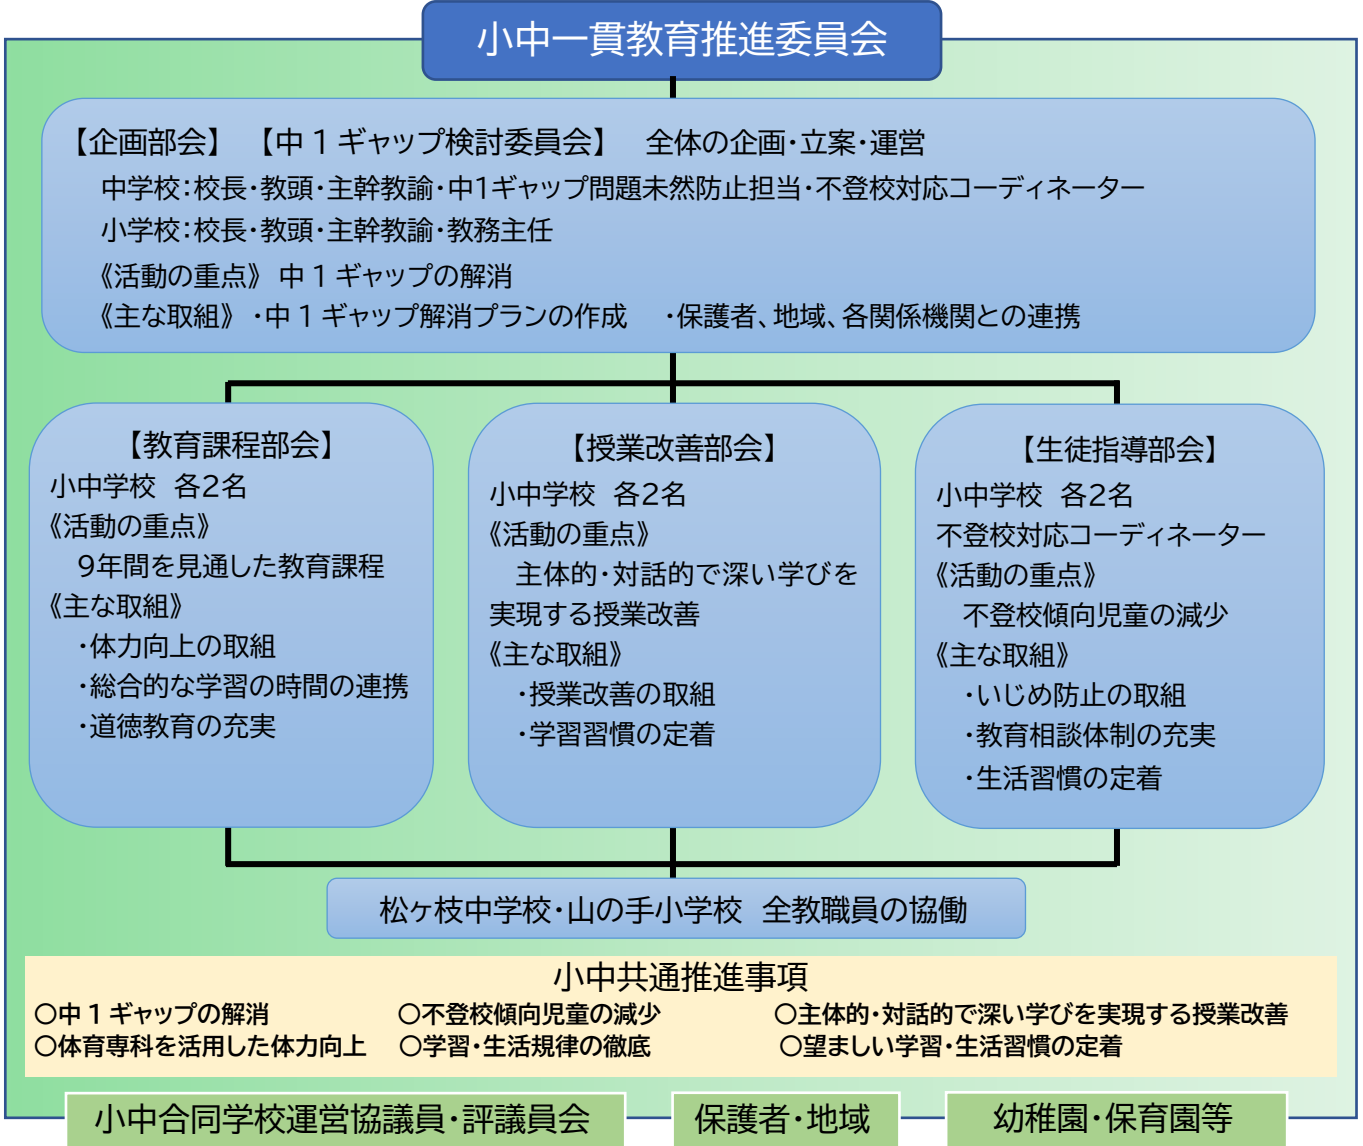 小中一貫教育推進委員会
【企画部会】　【中１ギャップ検討委員会】　全体の企画・立案・運営
中学校：校長・教頭・主幹教諭・中1ギャップ問題未然防止担当・不登校対応コーディネーター
小学校：校長・教頭・主幹教諭・教務主任
《活動の重点》 中１ギャップの解消
《主な取組》 ・中１ギャップ解消プランの作成　・保護者、地域、各関係機関との連携
【教育課程部会】
小中学校　各2名
《活動の重点》
9年間を見通した教育課程
《主な取組》
・体力向上の取組
・総合的な学習の時間の連携
・道徳教育の充実
【授業改善部会】
小中学校　各2名
《活動の重点》
主体的・対話的で深い学びを
実現する授業改善
《主な取組》
・授業改善の取組
・学習習慣の定着
【生徒指導部会】
小中学校　各2名
不登校対応コーディネーター
《活動の重点》
不登校傾向児童の減少
《主な取組》
・いじめ防止の取組
・教育相談体制の充実
・生活習慣の定着
松ヶ枝中学校・山の手小学校　全教職員の協働
小中共通推進事項
○中１ギャップの解消　○不登校傾向児童の減少　○主体的・対話的で深い学びを実現する授業改善
○体育専科を活用した体力向上　○学習・生活規律の徹底　○望ましい学習・生活習慣の定着
小中合同学校運営協議員・評議員会
保護者・地域
幼稚園・保育園等